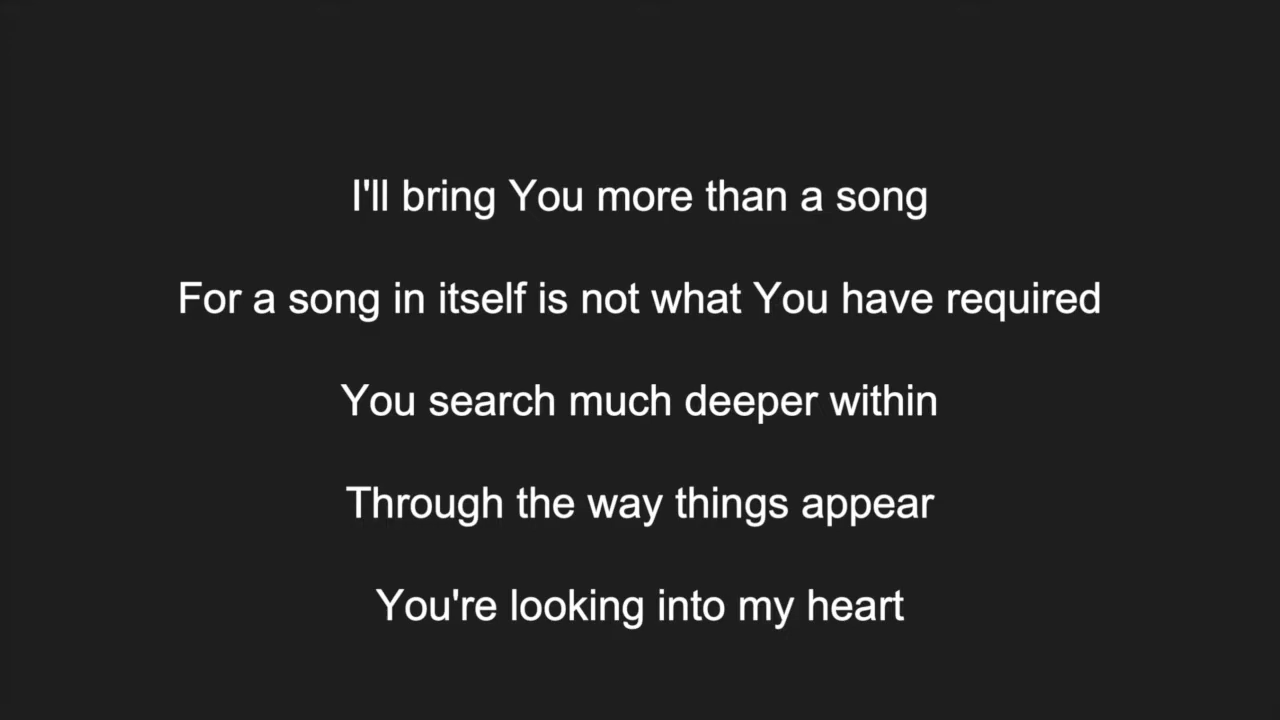 I'll bring You more than a song
For a song in itself is not what You have required
You search much deeper within
Through the way things appear
You're looking into my heart